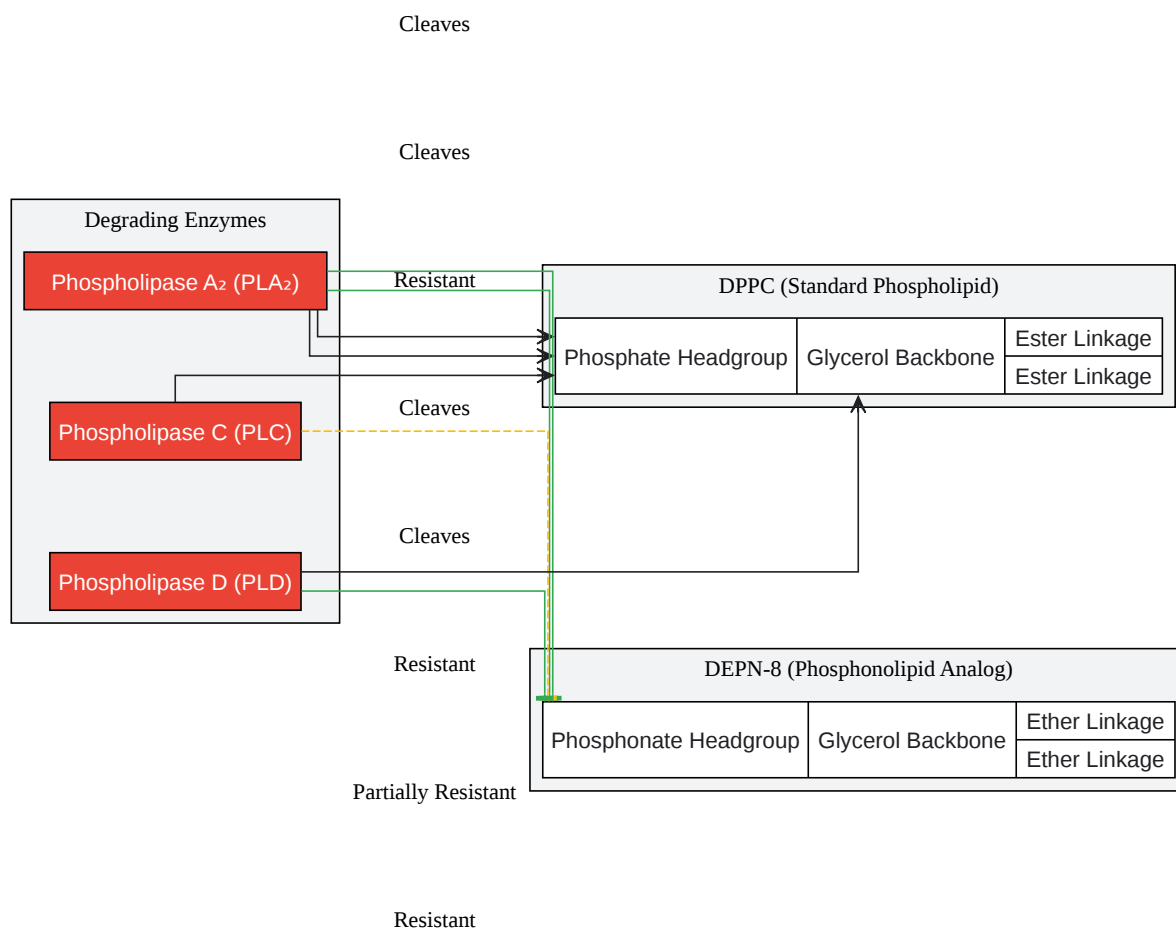 Cleaves
Cleaves
Degrading Enzymes
Phospholipase A₂ (PLA₂)
Resistant
DPPC (Standard Phospholipid)
Phosphate Headgroup
Glycerol Backbone
Ester Linkage
Ester Linkage
Phospholipase C (PLC)
Cleaves
Cleaves
Phospholipase D (PLD)
Resistant
DEPN-8 (Phosphonolipid Analog)
Phosphonate Headgroup
Glycerol Backbone
Ether Linkage
Ether Linkage
Partially Resistant
Resistant